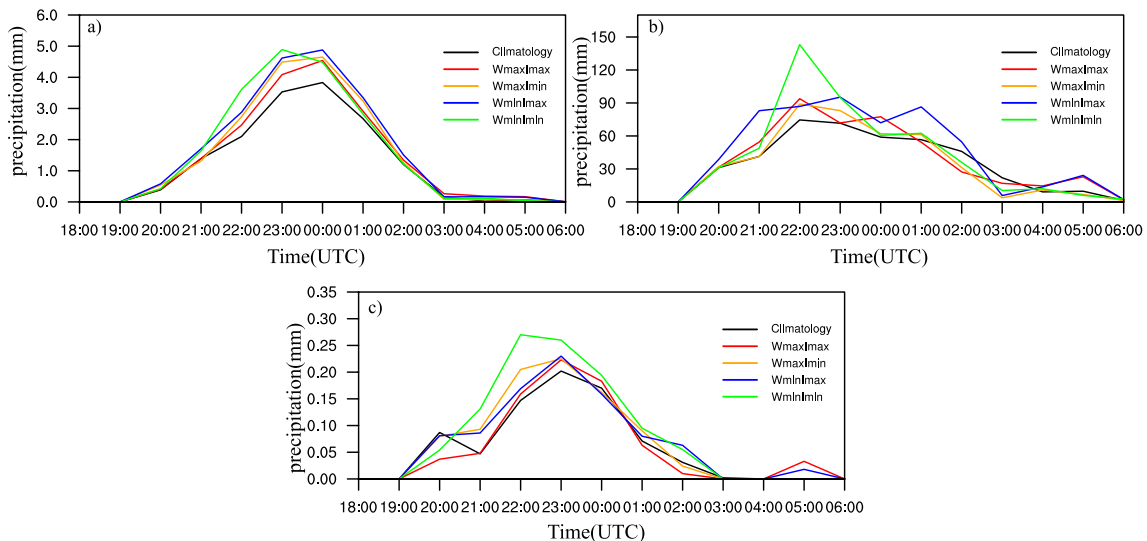 a)
precipitation(mm)
6.0
5.0
4.0
3.0
2.0
1.0
0.0
ClImatology
WmaxImax
WmaxImin
WmInImax
WmInImIn
18:00 19:00 20:00 21:00 22:00 23:00 00:00 01:00 02:00 03:00 04:00 05:00 06:00
Time(UTC)
b)
precipitation(mm)
150
120
90
60
30
0
ClImatology
WmaxImax
WmaxImin
WmInImax
WmInImIn
18:00 19:00 20:00 21:00 22:00 23:00 00:00 01:00 02:00 03:00 04:00 05:00 06:00
Time(UTC)
c)
precipitation(mm)
0.35
0.30
0.25
0.20
0.15
0.10
0.05
0.00
ClImatology
WmaxImax
WmaxImin
WmInImax
WmInImIn
18:00 19:00 20:00 21:00 22:00 23:00 00:00 01:00 02:00 03:00 04:00 05:00 06:00
Time(UTC)